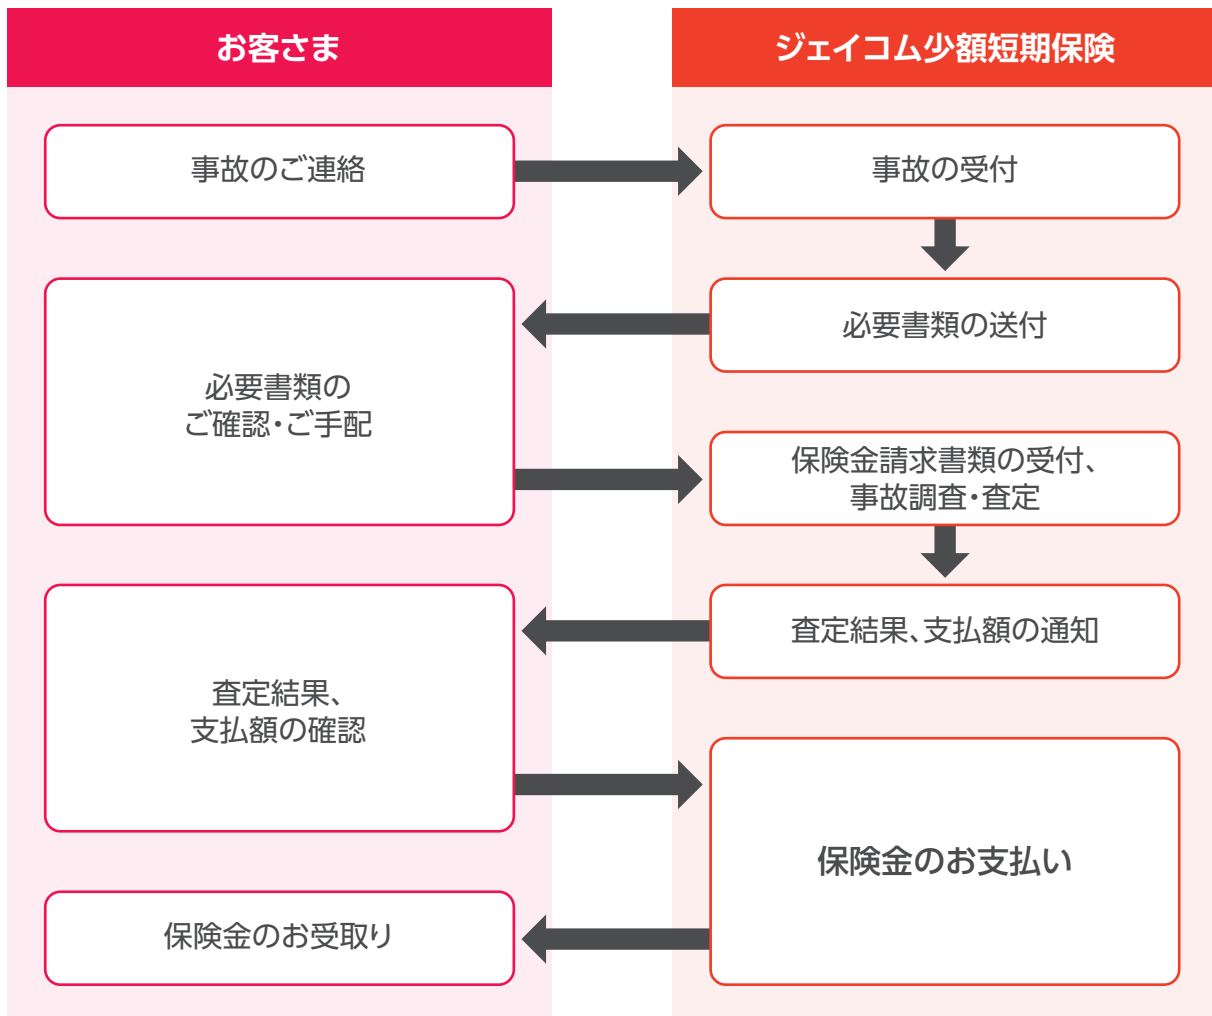 お客さま
ジェイコム少額短期保険
事故のご連絡
事故の受付
必要書類の送付
必要書類の
ご確認・ご手配
保険金請求書類の受付、
事故調査・査定
査定結果、支払額の通知
査定結果、
支払額の確認
保険金のお支払い
保険金のお受取り